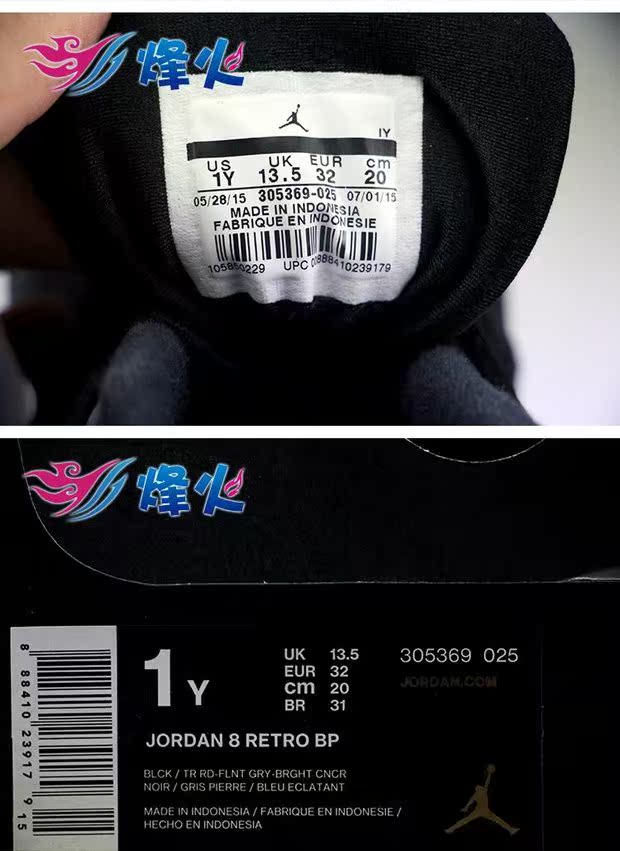 烽火
1Y
US UK EUR cm
1Y 13.5 32 20
05/28/15 305369-025 07/01/15
MADE IN INDONESIA
FABRIQUE EN INDONESIE
UPC 00888410239179
烽火
8 88410 23917 9 15
1Y
UK 13.5
EUR 32
cm 20
BR 31
305369 025
JORDAN.COM
JORDAN 8 RETRO BP
BLCK / TR RD-FLNT GRY-BRGHT CNCR
NOIR / GRIS PIERRE / BLEU ECLATANT
MADE IN INDONESIA / FABRIQUE EN INDONESIE /
HECHO EN INDONESIA